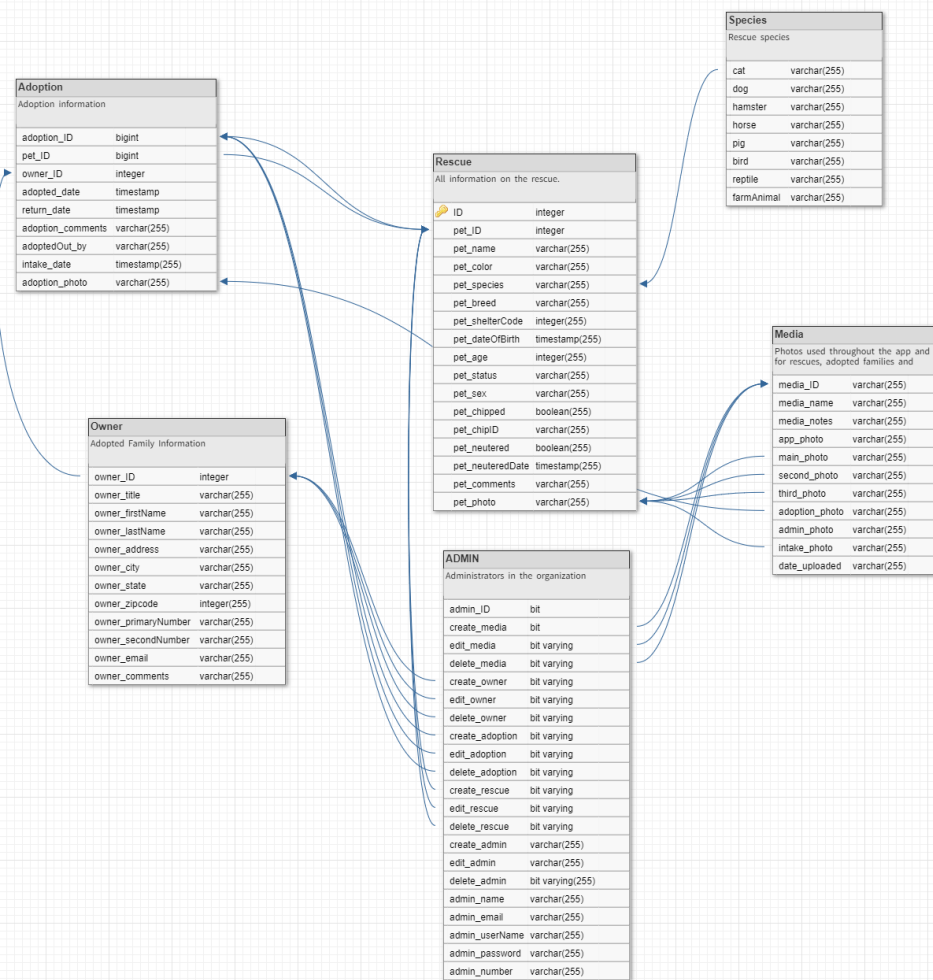 Species
Rescue species
cat varchar(255)
dog varchar(255)
hamster varchar(255)
horse varchar(255)
pig varchar(255)
bird varchar(255)
reptile varchar(255)
farmAnimal varchar(255)
Adoption
Adoption information
adoption_ID bigint
pet_ID bigint
owner_ID integer
adopted_date timestamp
return_date timestamp
adoption_comments varchar(255)
adoptedOut_by varchar(255)
intake_date timestamp(255)
adoption_photo varchar(255)
Rescue
All information on the rescue.
ID integer
pet_ID integer
pet_name varchar(255)
pet_color varchar(255)
pet_species varchar(255)
pet_breed varchar(255)
pet_shelterCode integer(255)
pet_dateOfBirth timestamp(255)
pet_age integer(255)
pet_status varchar(255)
pet_sex varchar(255)
pet_chipped boolean(255)
pet_chipID varchar(255)
pet_neutered boolean(255)
pet_neuteredDate timestamp(255)
pet_comments varchar(255)
pet_photo varchar(255)
Media
Photos used throughout the app and
for rescues, adopted families and
media_ID varchar(255)
media_name varchar(255)
media_notes varchar(255)
app_photo varchar(255)
main_photo varchar(255)
second_photo varchar(255)
third_photo varchar(255)
adoption_photo varchar(255)
admin_photo varchar(255)
intake_photo varchar(255)
date_uploaded varchar(255)
Owner
Adopted Family Information
owner_ID integer
owner_title varchar(255)
owner_firstName varchar(255)
owner_lastName varchar(255)
owner_address varchar(255)
owner_city varchar(255)
owner_state varchar(255)
owner_zipcode integer(255)
owner_primaryNumber varchar(255)
owner_secondNumber varchar(255)
owner_email varchar(255)
owner_comments varchar(255)
ADMIN
Administrators in the organization
admin_ID bit
create_media bit
edit_media bit varying
delete_media bit varying
create_owner bit varying
edit_owner bit varying
delete_owner bit varying
create_adoption bit varying
edit_adoption bit varying
delete_adoption bit varying
create_rescue bit varying
edit_rescue bit varying
delete_rescue bit varying
create_admin varchar(255)
edit_admin varchar(255)
delete_admin bit varying(255)
admin_name varchar(255)
admin_email varchar(255)
admin_userName varchar(255)
admin_password varchar(255)
admin_number varchar(255)